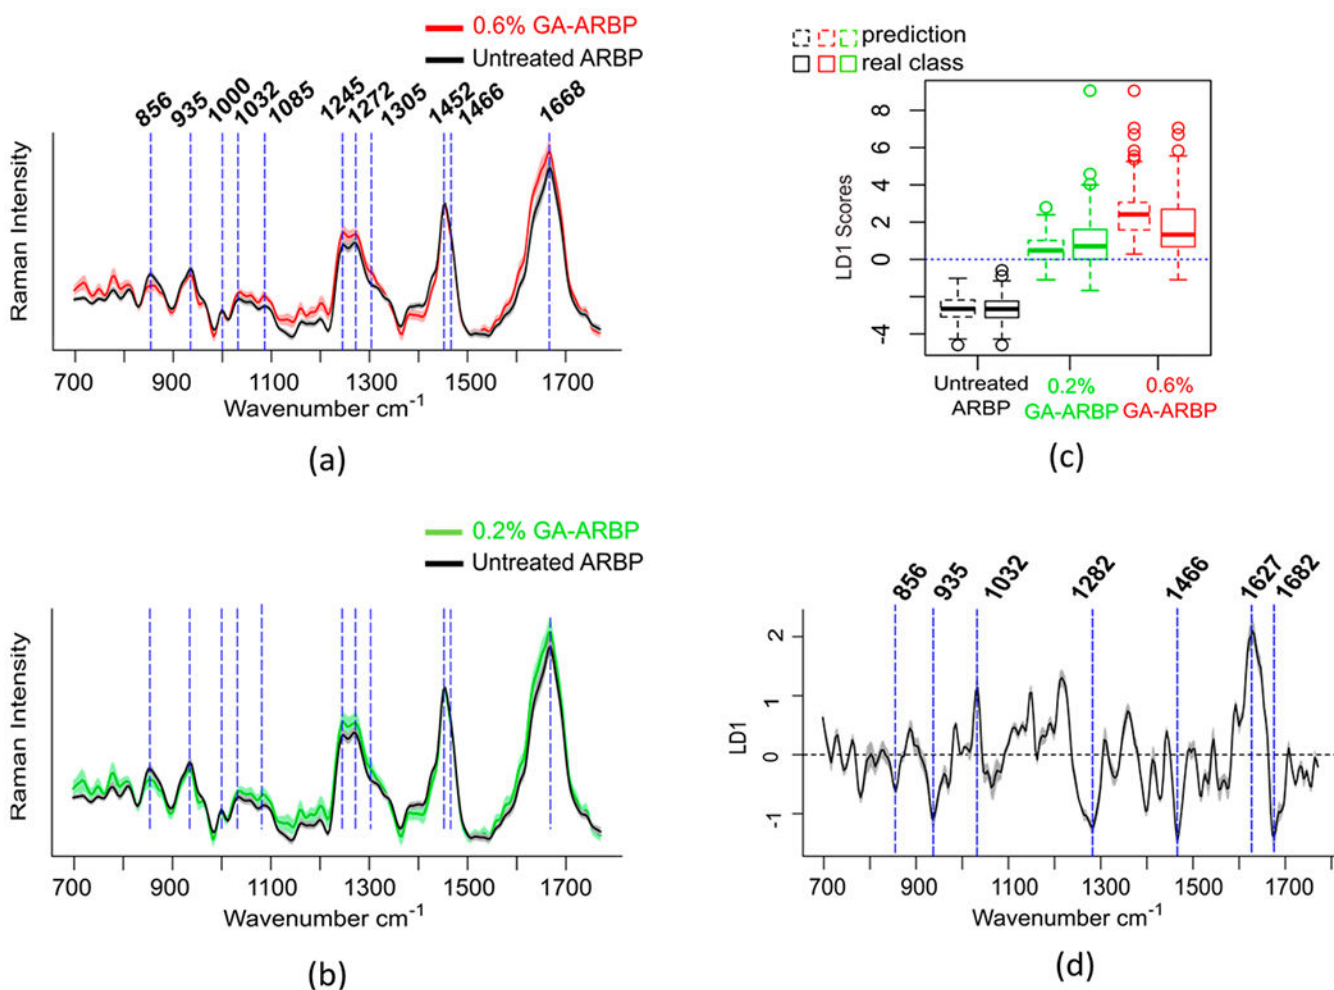 0.6% GA-ARBP
Untreated ARBP
856 935 1000 1032 1085 1245 1272 1305 1452 1466 1668
Raman Intensity
700 900 1100 1300 1500 1700
Wavenumber cm-1
(a)
prediction
real class
LD1 Scores
8
6
4
2
0
-4
Untreated ARBP
0.2% GA-ARBP
0.6% GA-ARBP
(c)
0.2% GA-ARBP
Untreated ARBP
Raman Intensity
700 900 1100 1300 1500 1700
Wavenumber cm-1
(b)
856 935 1032 1282 1466 1627 1682
LD1
2
1
0
-1
700 900 1100 1300 1500 1700
Wavenumber cm-1
(d)